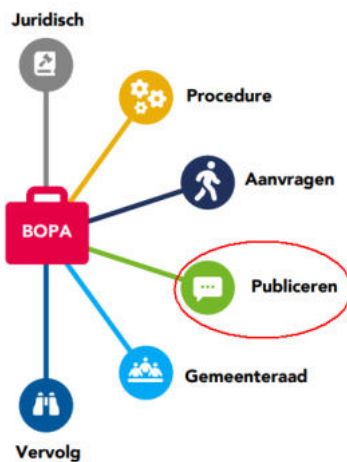 Juridisch
Procedure
Aanvragen
BOPA
Publiceren
Gemeenteraad
Vervolg